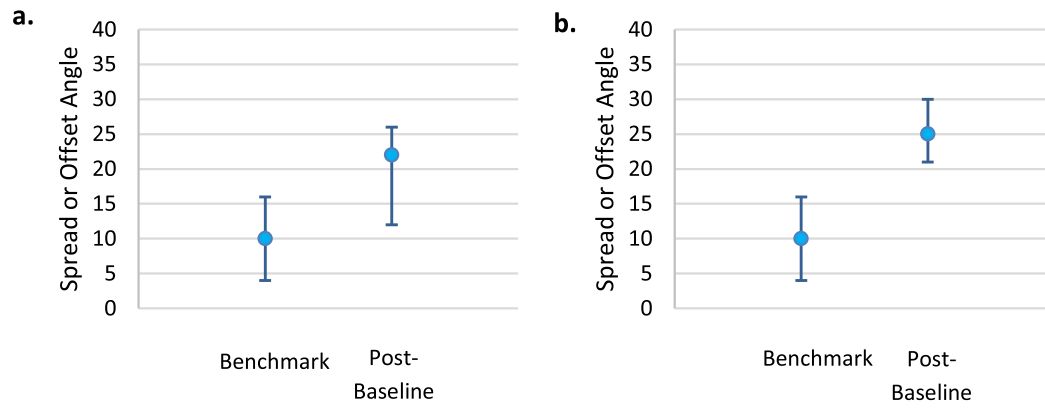 a.
Spread or Offset Angle
40
35
30
25
20
15
10
5
0
Benchmark
Post-
Baseline
b.
Spread or Offset Angle
40
35
30
25
20
15
10
5
0
Benchmark
Post-
Baseline